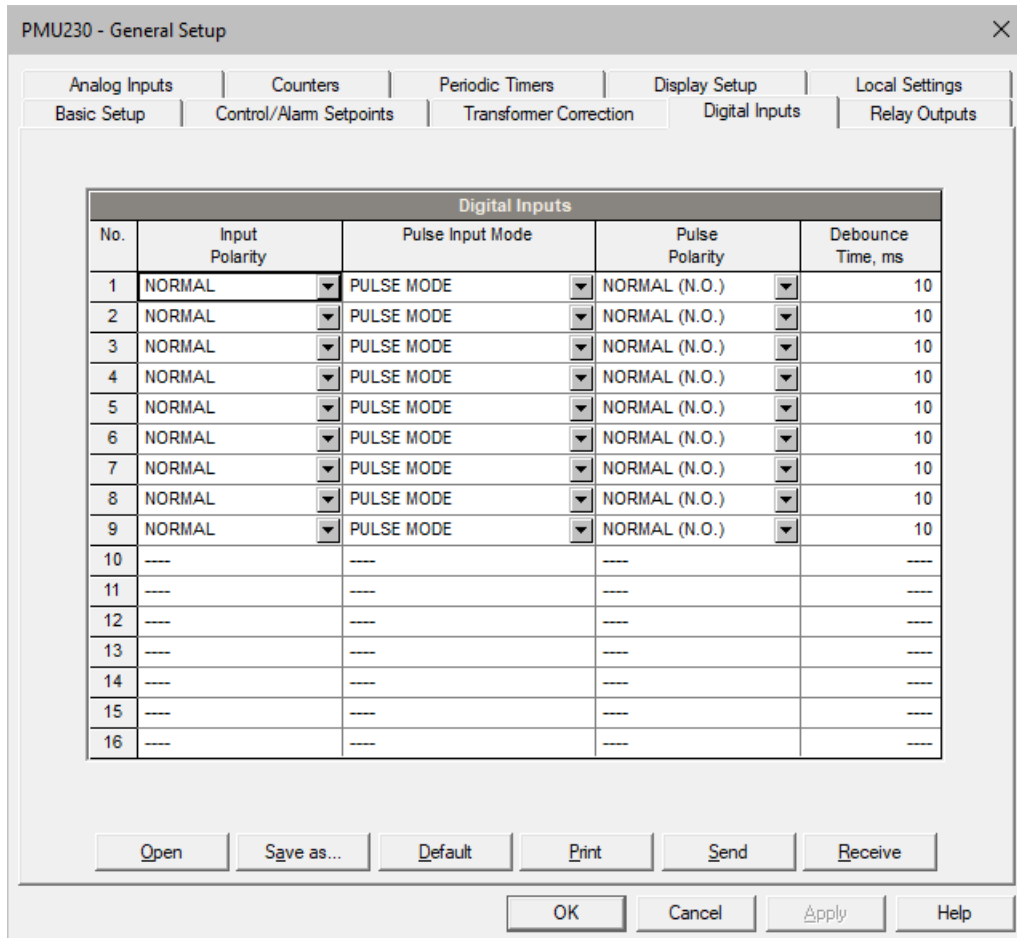 PMU230 - General Setup
Analog Inputs Counters Periodic Timers Display Setup Local Settings
Basic Setup Control/Alarm Setpoints Transformer Correction Digital Inputs Relay Outputs
Digital Inputs
No. Input Polarity Pulse Input Mode Pulse Polarity Debounce Time, ms
1 NORMAL PULSE MODE NORMAL (N.O.) 10
2 NORMAL PULSE MODE NORMAL (N.O.) 10
3 NORMAL PULSE MODE NORMAL (N.O.) 10
4 NORMAL PULSE MODE NORMAL (N.O.) 10
5 NORMAL PULSE MODE NORMAL (N.O.) 10
6 NORMAL PULSE MODE NORMAL (N.O.) 10
7 NORMAL PULSE MODE NORMAL (N.O.) 10
8 NORMAL PULSE MODE NORMAL (N.O.) 10
9 NORMAL PULSE MODE NORMAL (N.O.) 10
10 ---- ---- ---- ----
11 ---- ---- ---- ----
12 ---- ---- ---- ----
13 ---- ---- ---- ----
14 ---- ---- ---- ----
15 ---- ---- ---- ----
16 ---- ---- ---- ----
Open Save as... Default Print Send Receive
OK Cancel Apply Help